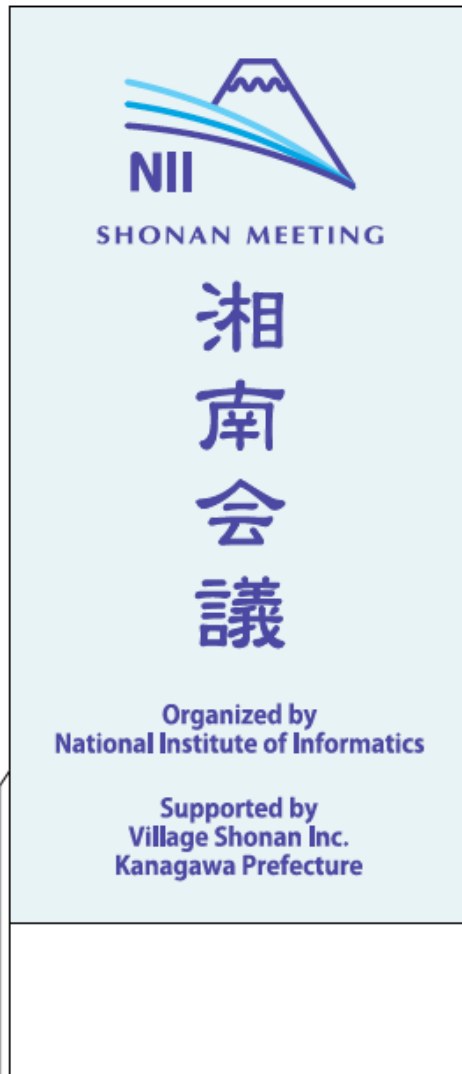 NII
SHONAN MEETING
湘南会議
Organized by
National Institute of Informatics
Supported by
Village Shonan Inc.
Kanagawa Prefecture